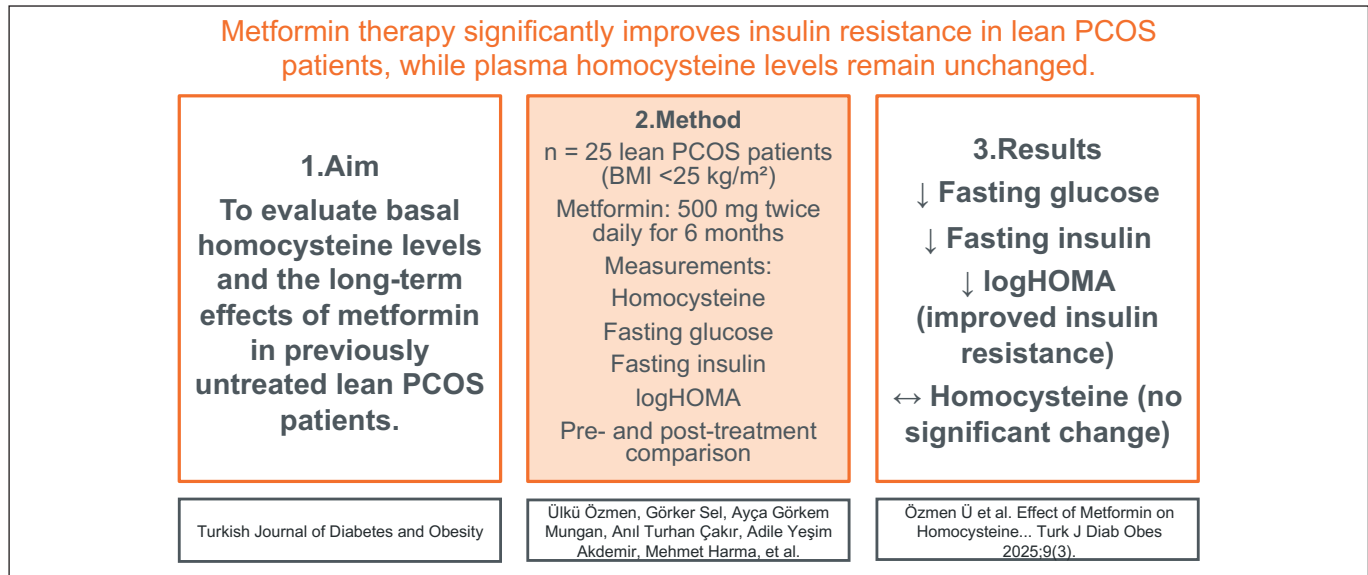 Metformin therapy significantly improves insulin resistance in lean PCOS
patients, while plasma homocysteine levels remain unchanged.
1.Aim
To evaluate basal
homocysteine levels
and the long-term
effects of metformin
in previously
untreated lean PCOS
patients.
2.Method
n = 25 lean PCOS patients
(BMI <25 kg/m²)
Metformin: 500 mg twice
daily for 6 months
Measurements:
Homocysteine
Fasting glucose
Fasting insulin
logHOMA
Pre- and post-treatment
comparison
3.Results
↓ Fasting glucose
↓ Fasting insulin
↓ logHOMA
(improved insulin
resistance)
↔ Homocysteine (no
significant change)
Turkish Journal of Diabetes and Obesity
Ülkü Özmen, Görker Sel, Ayça Görkem
Mungan, Anıl Turhan Çakır, Adile Yeşim
Akdemir, Mehmet Harma, et al.
Özmen Ü et al. Effect of Metformin on
Homocysteine... Turk J Diab Obes
2025;9(3).